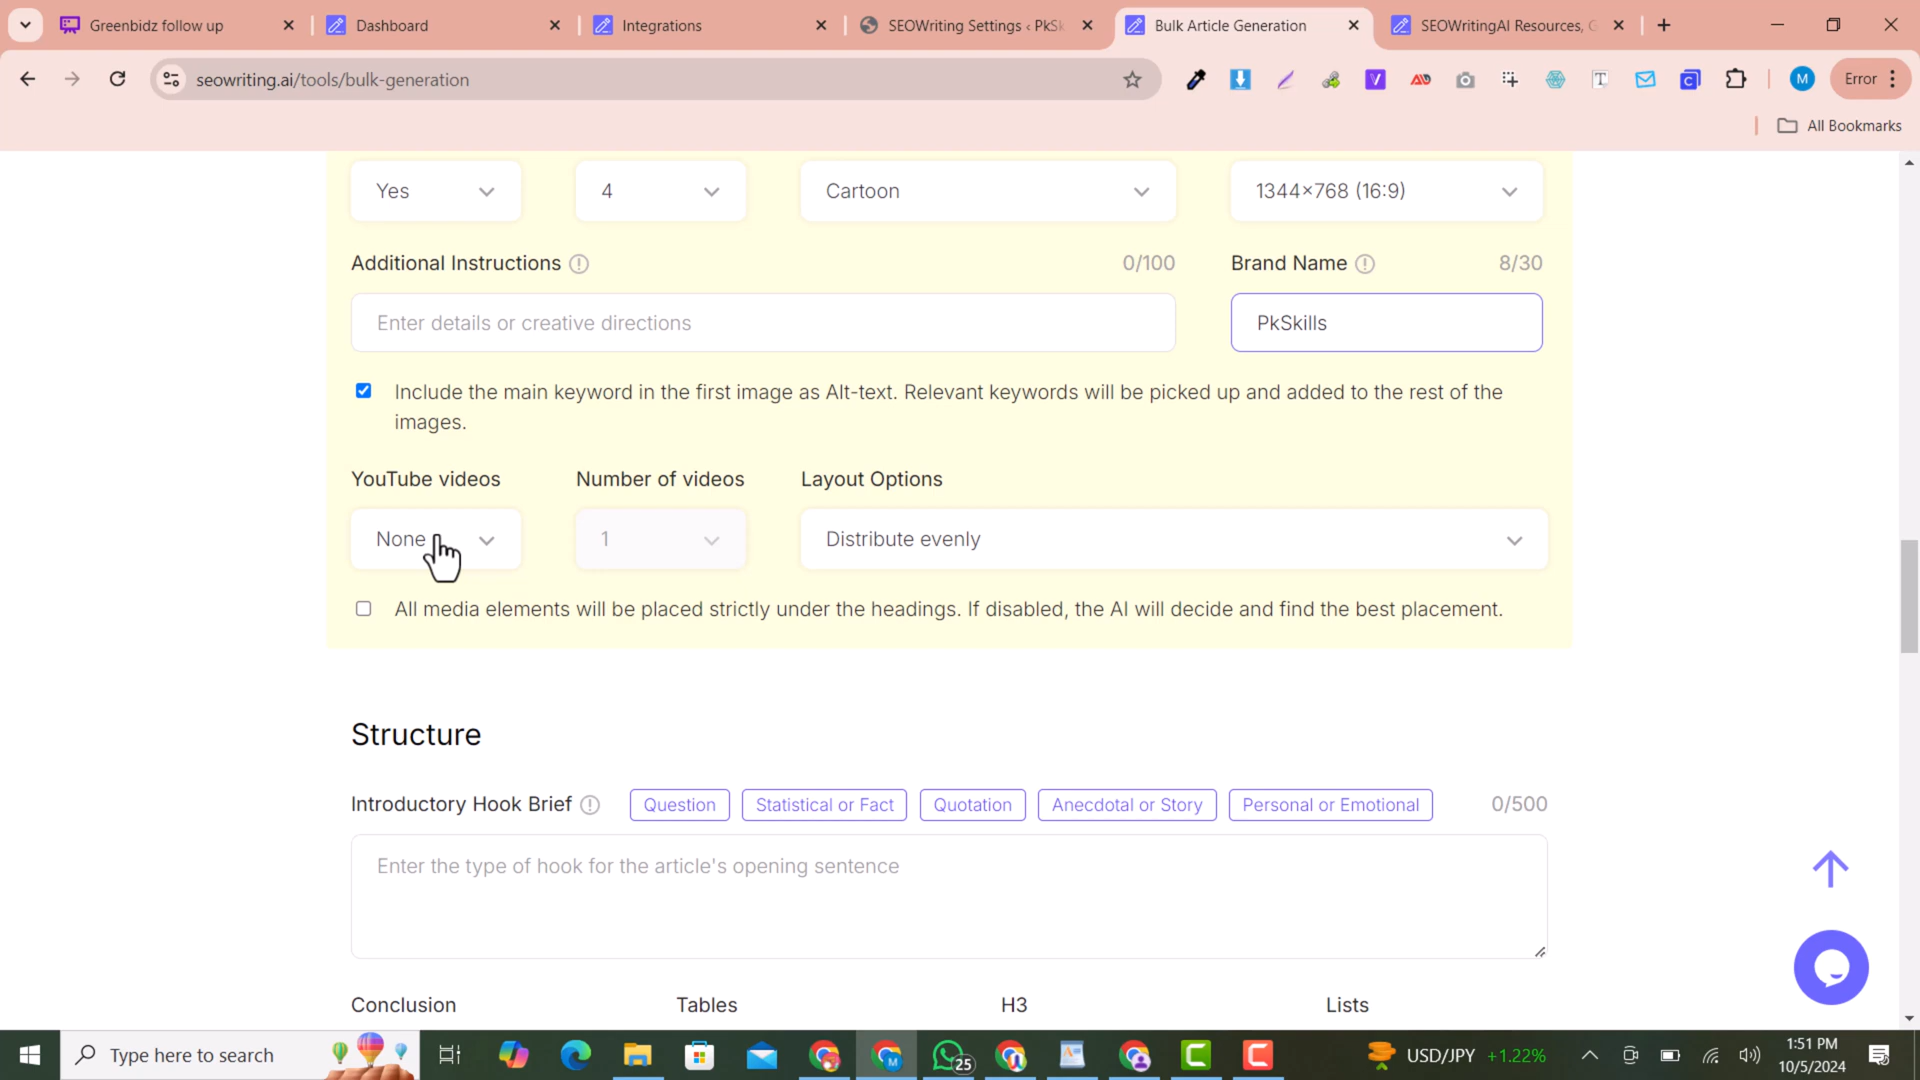 Greenbidz follow up
Dashboard
Integrations
SEOWriting Settings ‹ PkSk
Bulk Article Generation
SEOWritingAI Resources, G
seowriting.ai/tools/bulk-generation
M
Error
All Bookmarks
Yes
4
Cartoon
1344×768 (16:9)
Additional Instructions
0/100
Brand Name
8/30
Enter details or creative directions
PkSkills
Include the main keyword in the first image as Alt-text. Relevant keywords will be picked up and added to the rest of the
images.
YouTube videos
Number of videos
Layout Options
None
1
Distribute evenly
All media elements will be placed strictly under the headings. If disabled, the AI will decide and find the best placement.
Structure
Introductory Hook Brief
Question
Statistical or Fact
Quotation
Anecdotal or Story
Personal or Emotional
0/500
Enter the type of hook for the article's opening sentence
Conclusion
Tables
H3
Lists
Type here to search
25
USD/JPY +1.22%
1:51 PM
10/5/2024